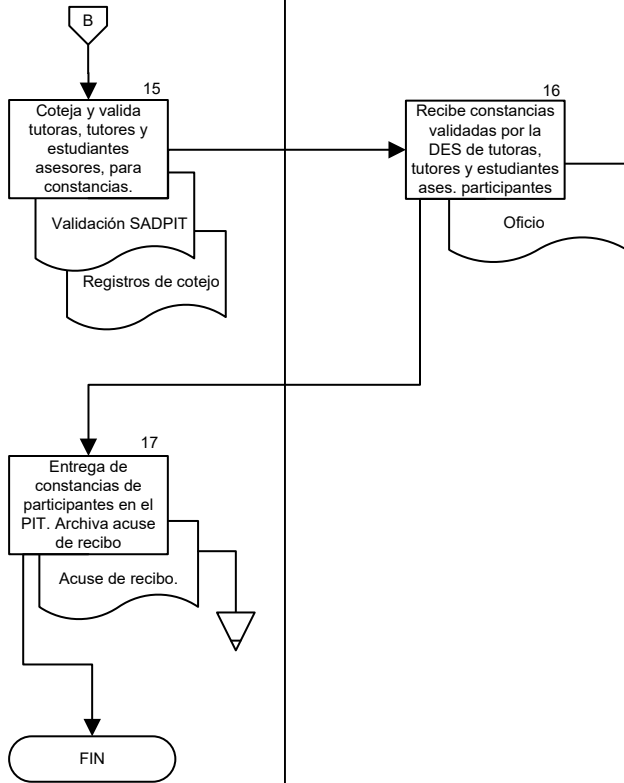 B
15
Coteja y valida
tutoras, tutores y
estudiantes
asesores, para
constancias.
Validación SADPIT
Registros de cotejo
16
Recibe constancias
validadas por la
DES de tutoras,
tutores y estudiantes
ases. participantes
Oficio
17
Entrega de
constancias de
participantes en el
PIT. Archiva acuse
de recibo
Acuse de recibo.
FIN